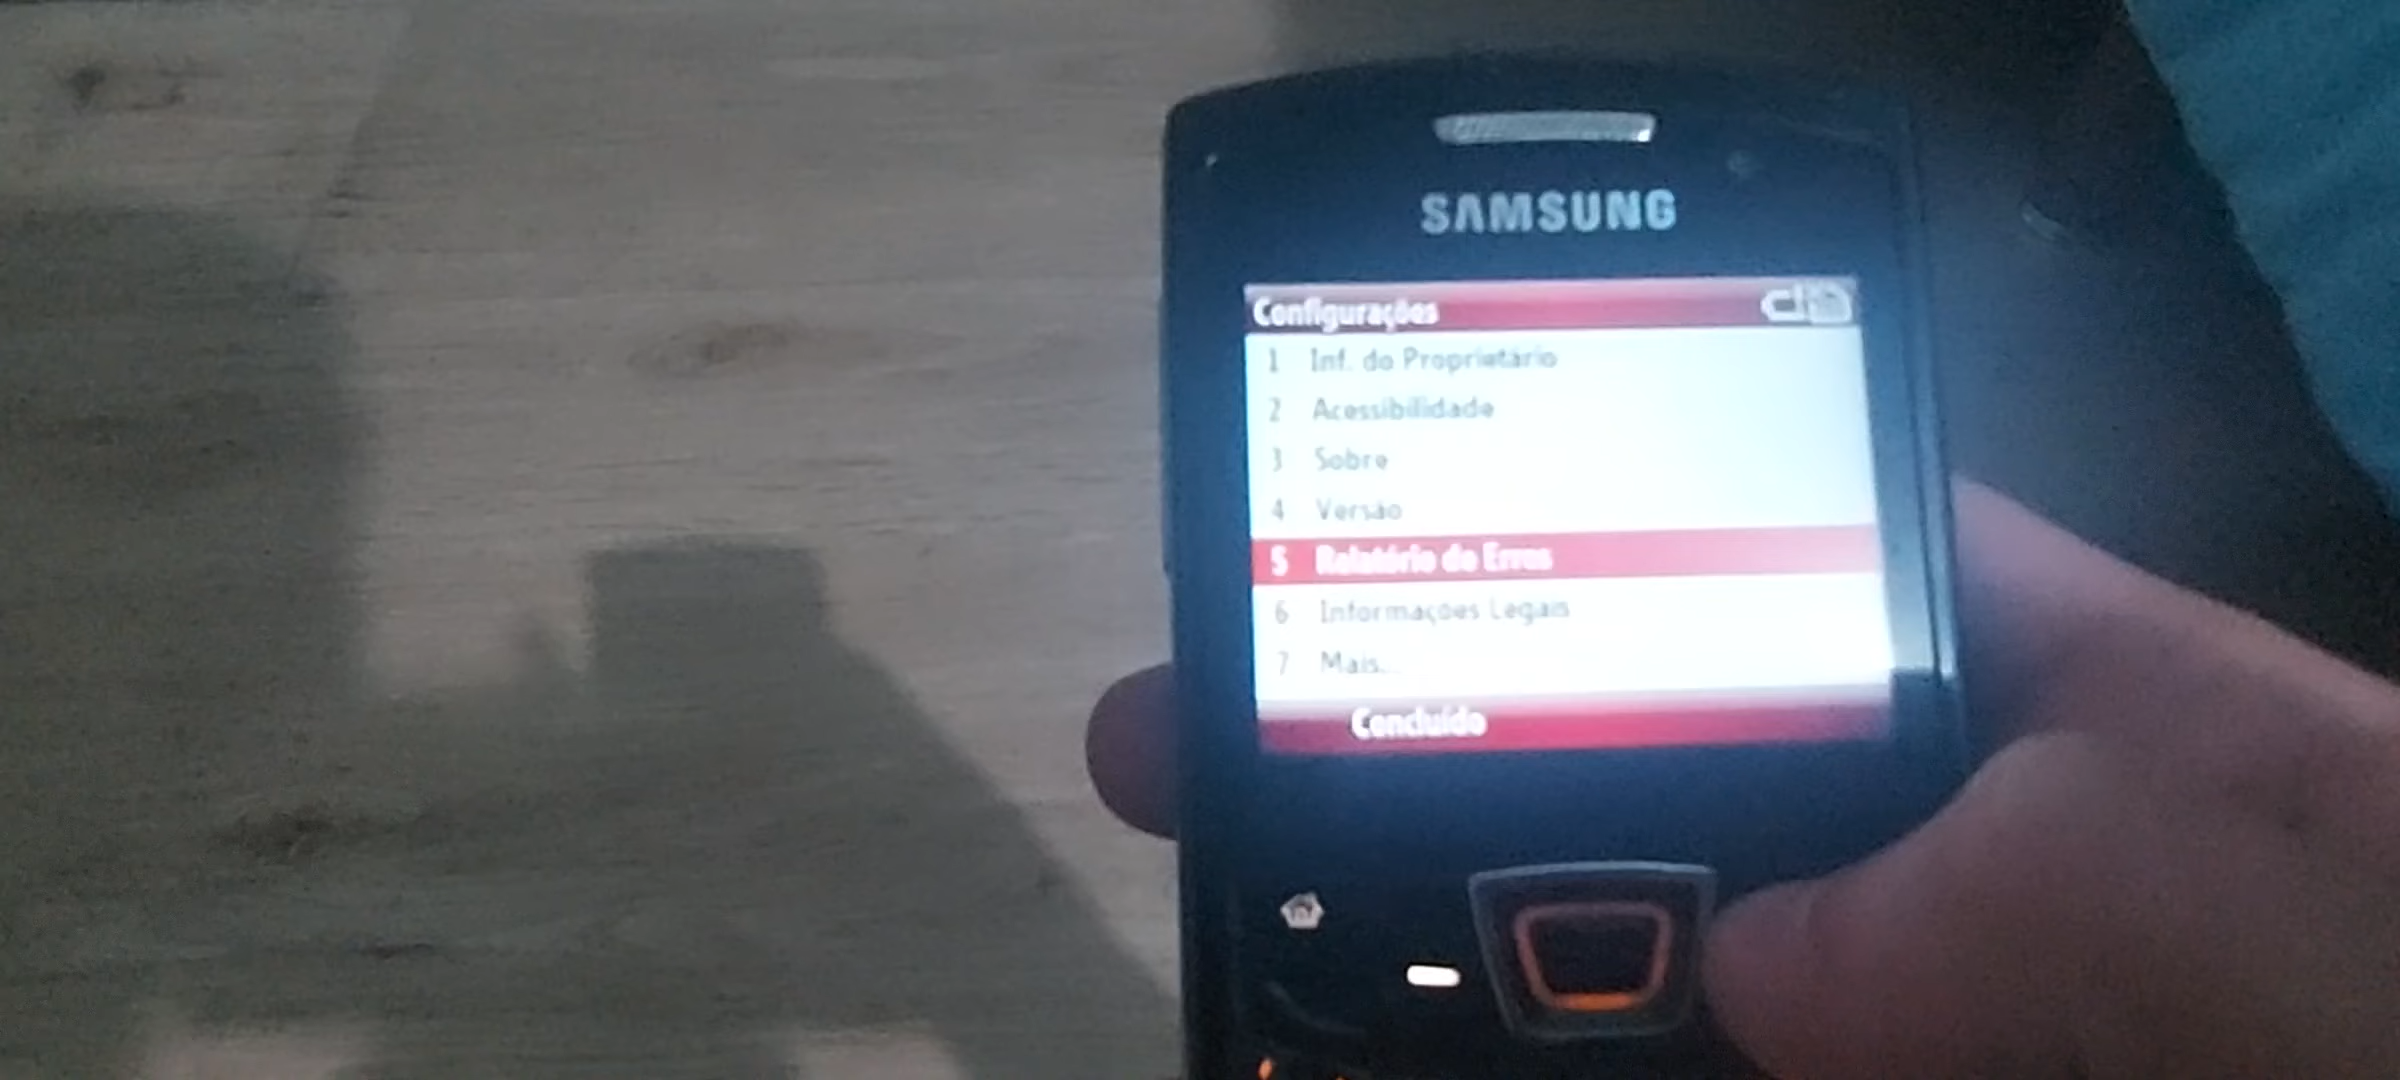 SAMSUNG
Configurações
1 Inf. do Proprietário
2 Acessibilidade
3 Sobre
4 Versão
5 Relatório de Erros
6 Informações Legais
7 Mais...
Concluído